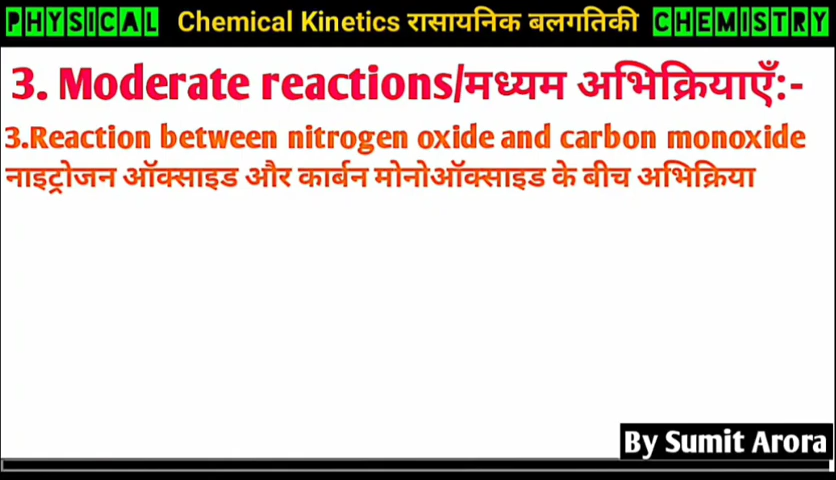 PHYSICAL Chemical Kinetics रासायनिक बलगतिकी CHEMISTRY
3. Moderate reactions/मध्यम अभिक्रियाएँ:-
3.Reaction between nitrogen oxide and carbon monoxide
नाइट्रोजन ऑक्साइड और कार्बन मोनोऑक्साइड के बीच अभिक्रिया
By Sumit Arora